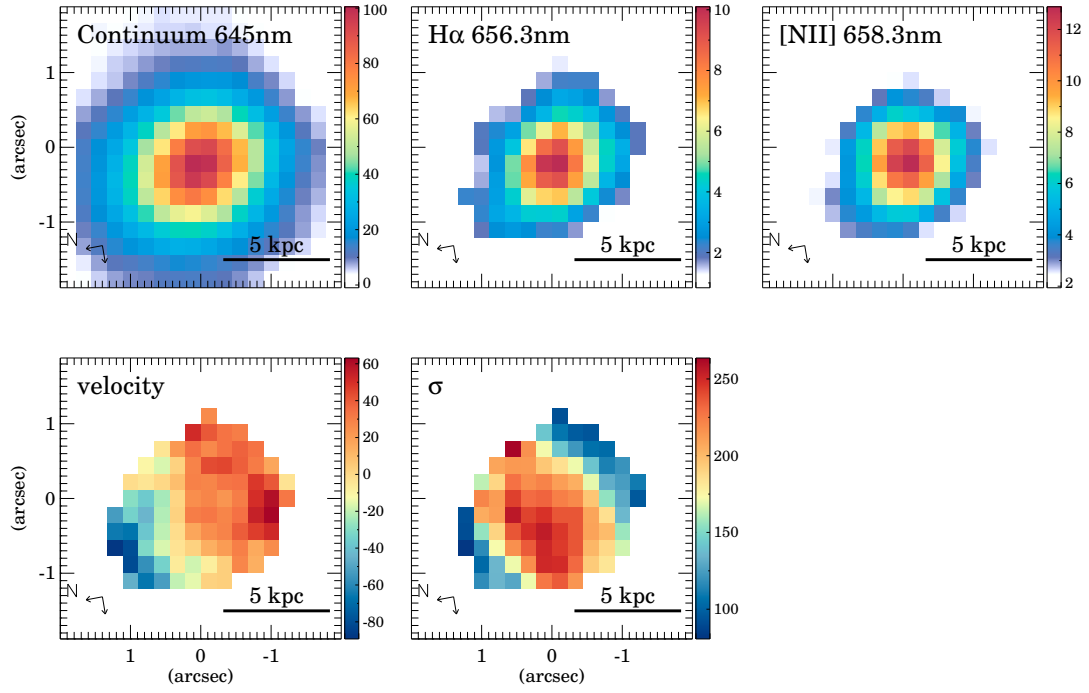 Continuum 645nm
Hα 656.3nm
[NII] 658.3nm
100
80
60
40
20
0
10
8
6
4
2
12
10
8
6
4
2
1
0
-1
(arcsec)
N
5 kpc
N
5 kpc
N
5 kpc
velocity
σ
60
40
20
0
-20
-40
-60
-80
250
200
150
100
1
0
-1
(arcsec)
N
5 kpc
N
5 kpc
1 0 -1
(arcsec)
1 0 -1
(arcsec)